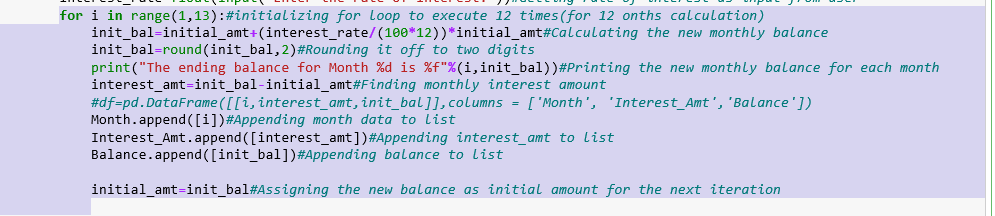 for i in range(1,13):#initializing for loop to execute 12 times(for 12 onths calculation)
init_bal=initial_amt+(interest_rate/(100*12))*initial_amt#Calculating the new monthly balance
init_bal=round(init_bal,2)#Rounding it off to two digits
print("The ending balance for Month %d is %f"%(i,init_bal))#Printing the new monthly balance for each month
interest_amt=init_bal-initial_amt#Finding monthly interest amount
#df=pd.DataFrame([[i,interest_amt,init_bal]],columns = ['Month', 'Interest_Amt','Balance'])
Month.append([i])#Appending month data to list
Interest_Amt.append([interest_amt])#Appending interest_amt to list
Balance.append([init_bal])#Appending balance to list
initial_amt=init_bal#Assigning the new balance as initial amount for the next iteration